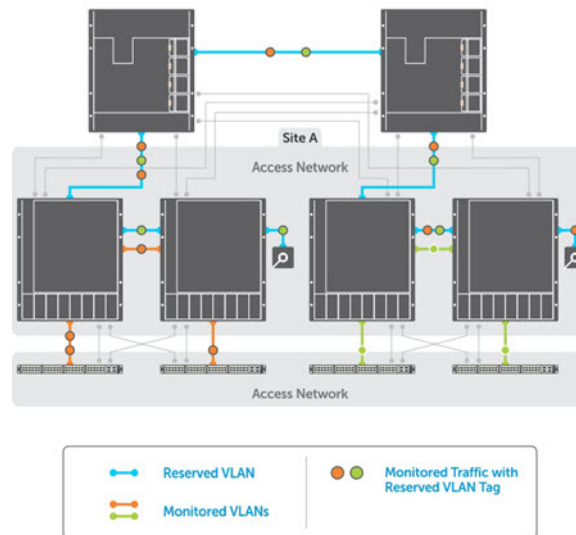 Site A
Access Network
Access Network
Reserved VLAN
Monitored VLANs
Monitored Traffic with
Reserved VLAN Tag